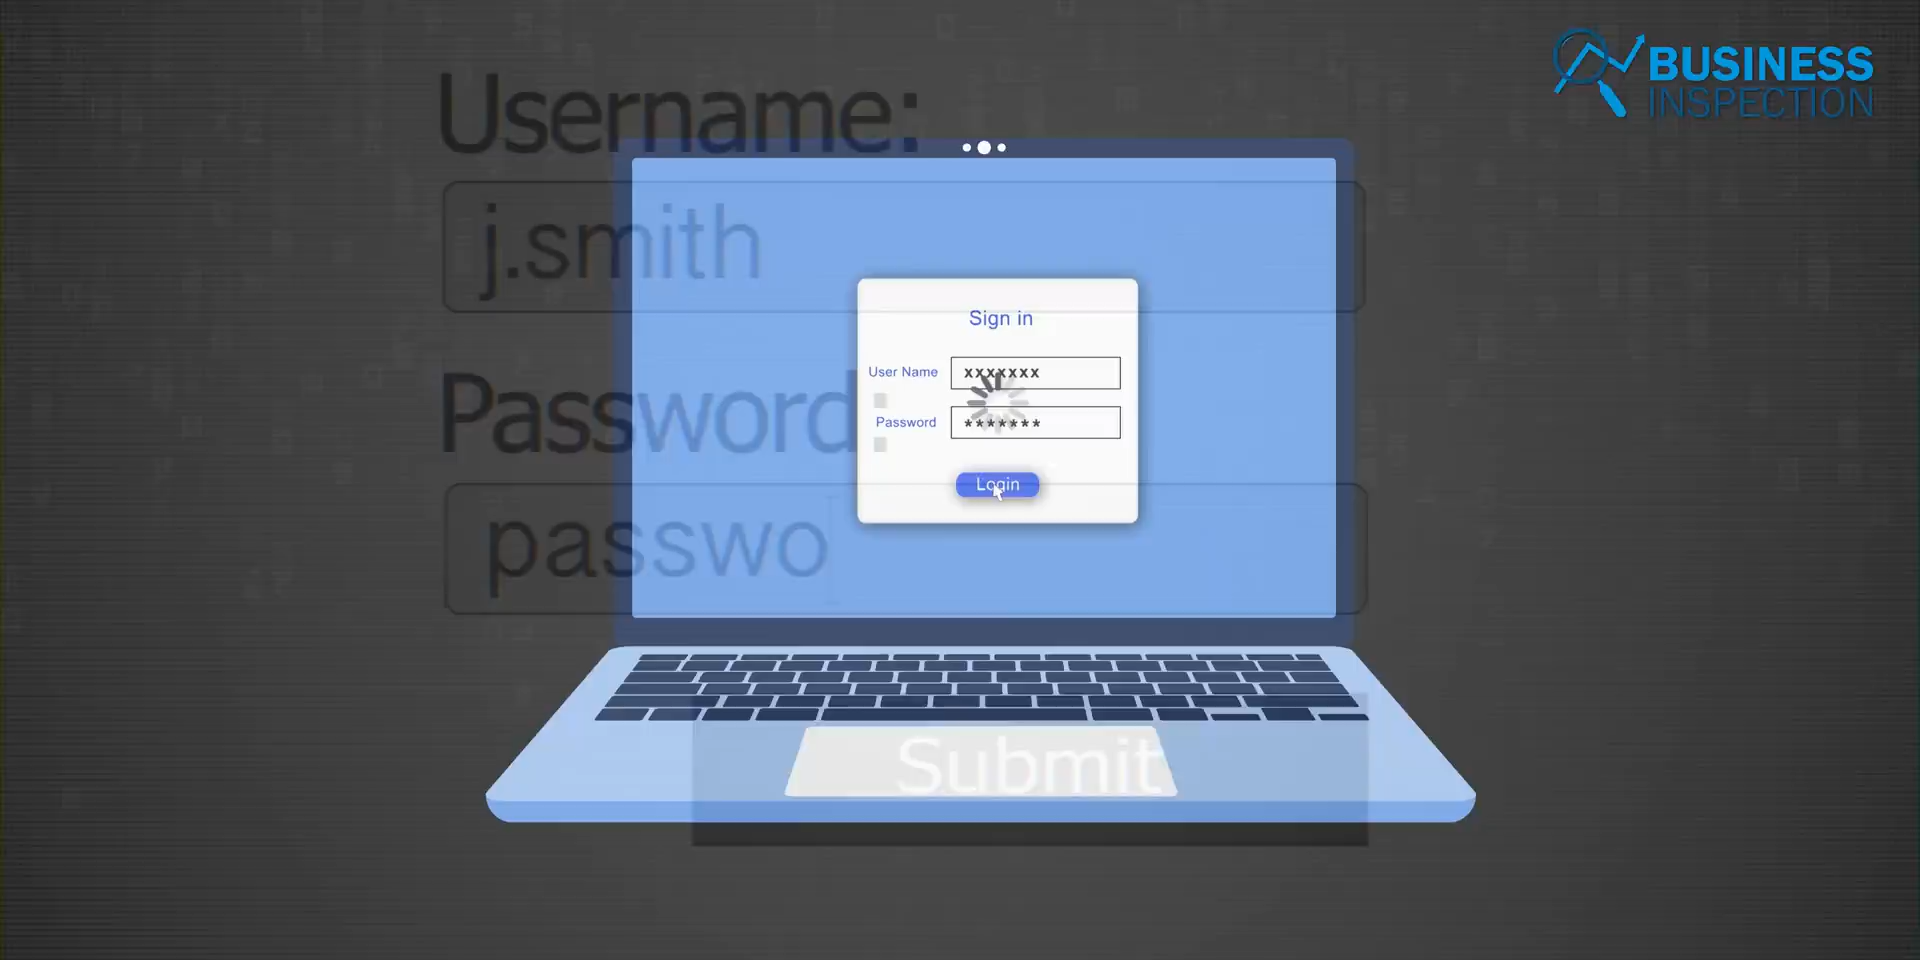 BUSINESS
INSPECTION
Username:
j.smith
Sign in
User Name
xxxxxxx
Password:
Password
*******
Login
passwo
Submit